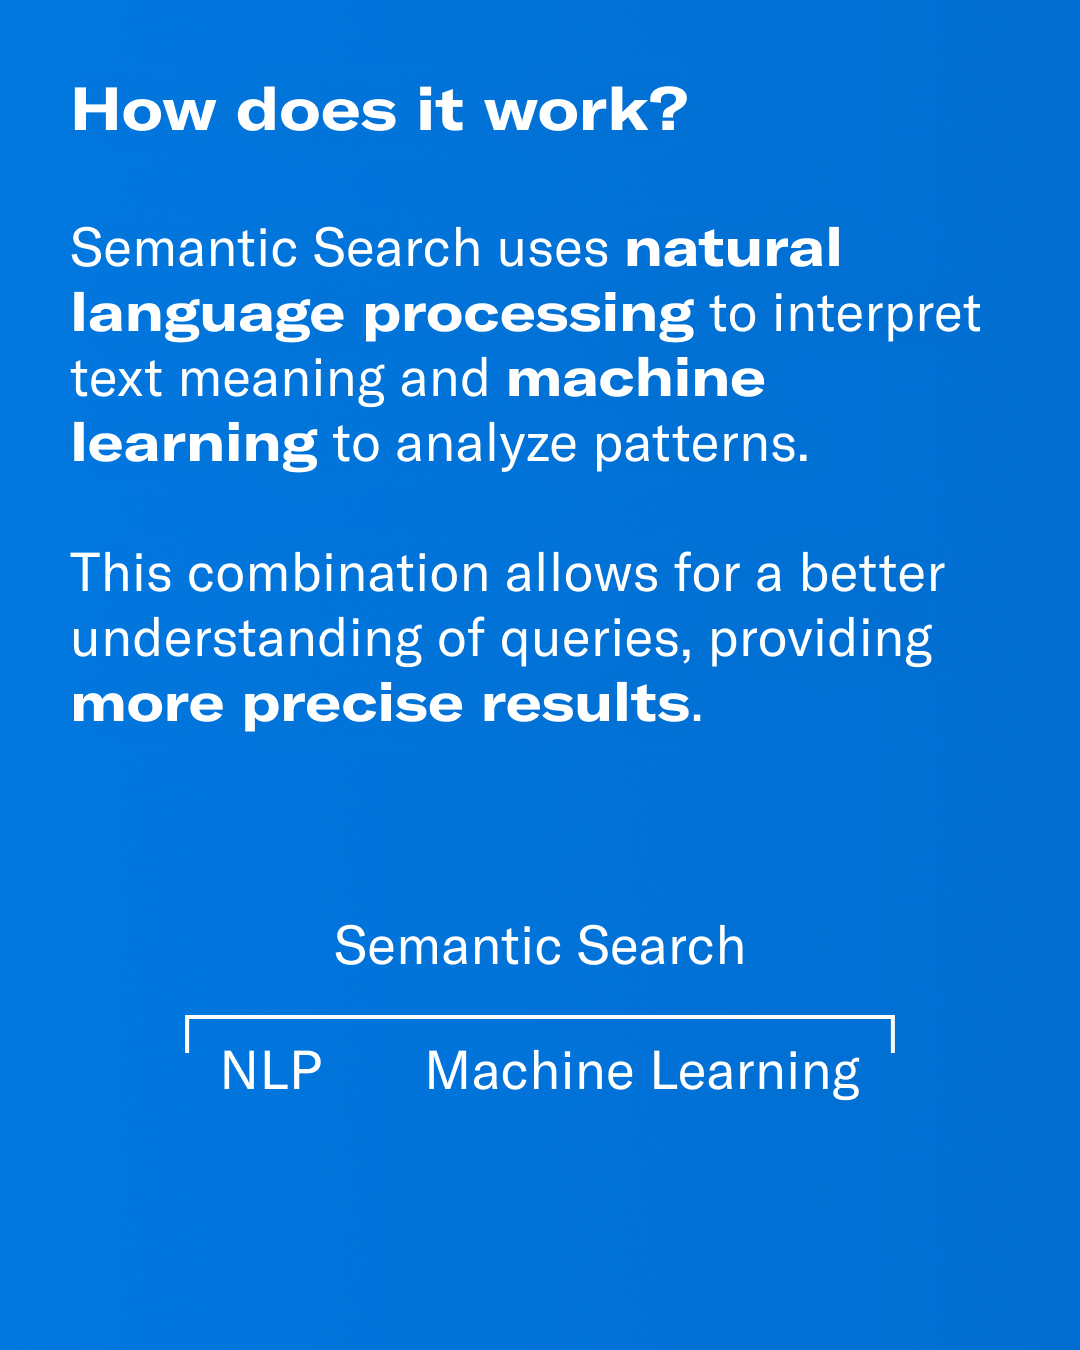 How does it work?
Semantic Search uses natural
language processing to interpret
text meaning and machine
learning to analyze patterns.
This combination allows for a better
understanding of queries, providing
more precise results.
Semantic Search
NLP Machine Learning